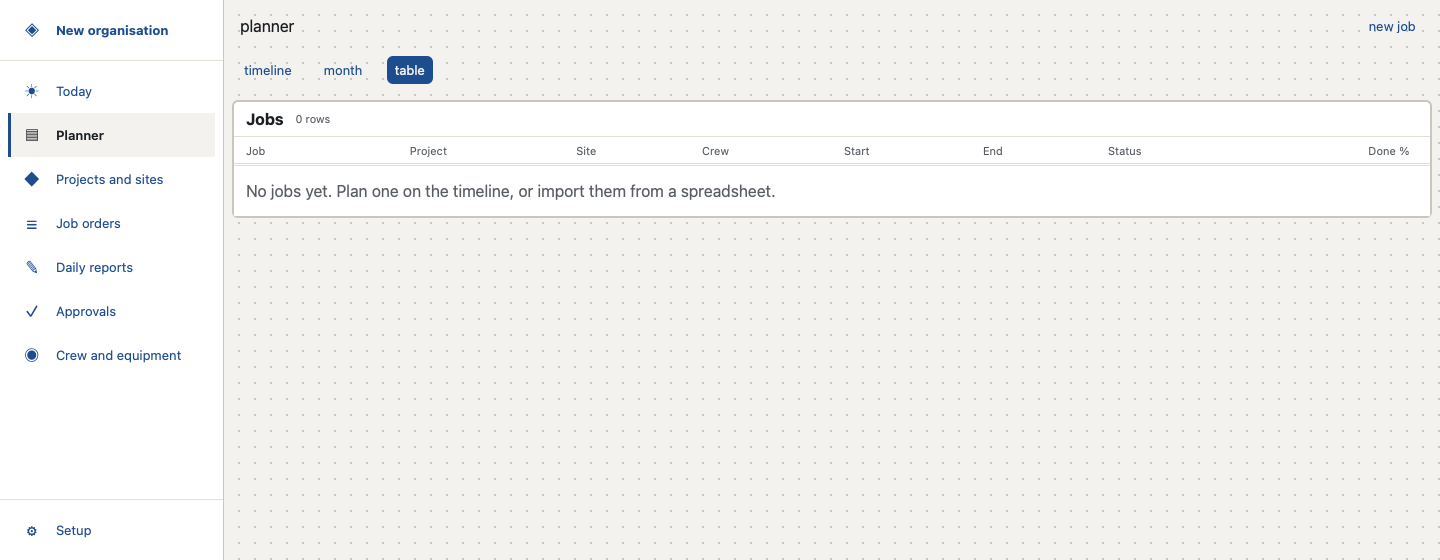 New organisation
Today
Planner
Projects and sites
Job orders
Daily reports
Approvals
Crew and equipment
Setup
planner
new job
timeline month table
Jobs 0 rows
Job Project Site Crew Start End Status Done %
No jobs yet. Plan one on the timeline, or import them from a spreadsheet.